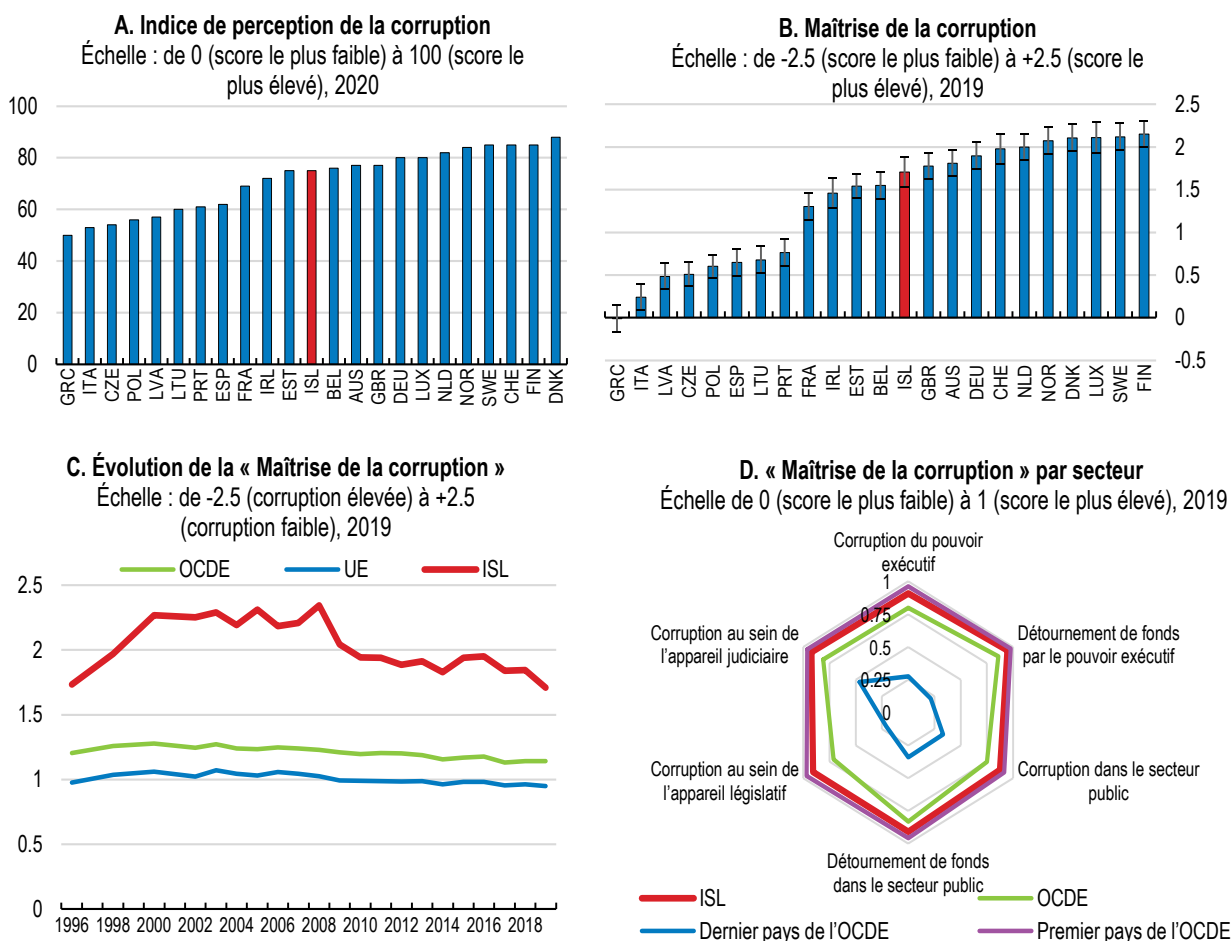 A. Indice de perception de la corruption
Échelle : de 0 (score le plus faible) à 100 (score le
plus élevé), 2020
100
80
60
40
20
0
GRC
ITA
CZE
POL
LVA
LTU
PRT
ESP
FRA
IRL
EST
ISL
BEL
AUS
GBR
DEU
LUX
NLD
NOR
SWE
CHE
FIN
DNK
B. Maîtrise de la corruption
Échelle : de -2.5 (score le plus faible) à +2.5 (score le
plus élevé), 2019
2.5
2
1.5
1
0.5
0
-0.5
GRC
ITA
LVA
CZE
POL
ESP
LTU
PRT
FRA
IRL
EST
BEL
ISL
GBR
AUS
DEU
CHE
NLD
NOR
DNK
LUX
SWE
FIN
C. Évolution de la « Maîtrise de la corruption »
Échelle : de -2.5 (corruption élevée) à +2.5
(corruption faible), 2019
OCDE UE ISL
2.5
2
1.5
1
0.5
0
1996 1998 2000 2002 2004 2006 2008 2010 2012 2014 2016 2018
D. « Maîtrise de la corruption » par secteur
Échelle de 0 (score le plus faible) à 1 (score le plus élevé), 2019
Corruption du pouvoir
exécutif
Détournement de fonds
par le pouvoir exécutif
Corruption dans le secteur
public
Détournement de fonds
dans le secteur public
Corruption au sein de
l'appareil législatif
Corruption au sein de
l'appareil judiciaire
1
0.75
0.5
0.25
0
ISL OCDE
Dernier pays de l'OCDE Premier pays de l'OCDE